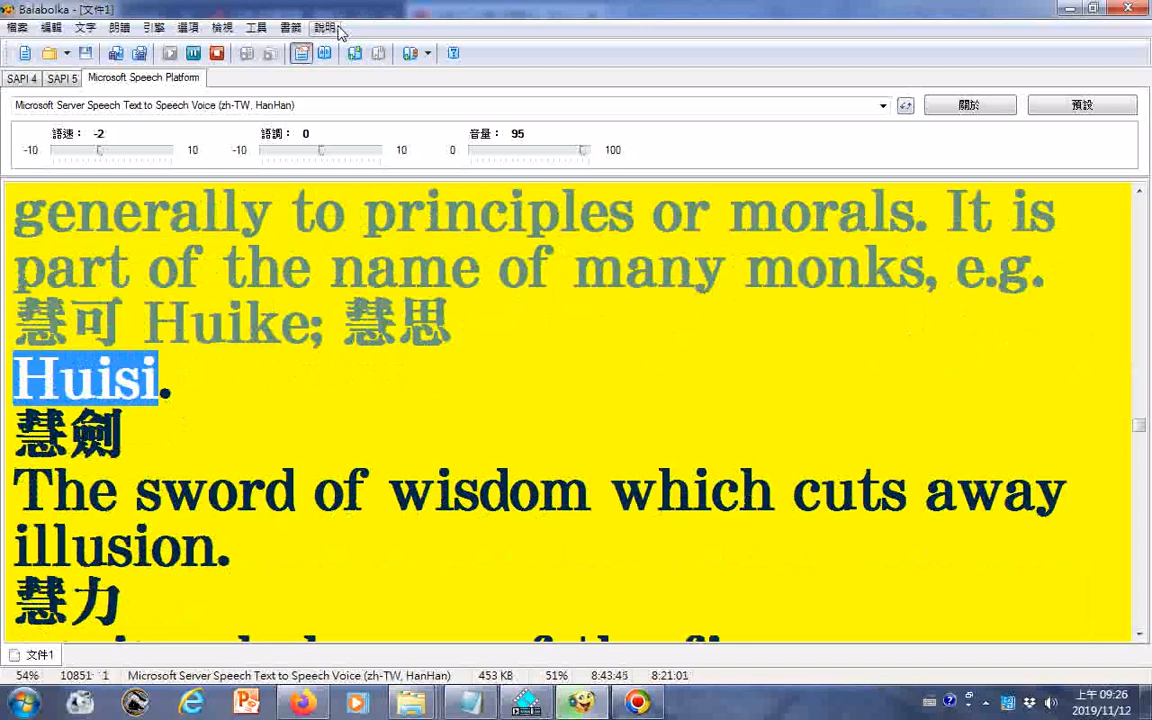 Balabolka - [文件1]
檔案 編輯 文字 朗讀 引擎 選項 檢視 工具 書籤 說明
SAPI 4 SAPI 5 Microsoft Speech Platform
Microsoft Server Speech Text to Speech Voice (zh-TW, HanHan) 關於 預設
語速： -2 語調： 0 音量： 95
-10 10 -10 10 0 100
generally to principles or morals. It is
part of the name of many monks, e.g.
慧可 Huike; 慧思
Huisi.
慧劍
The sword of wisdom which cuts away
illusion.
慧力
文件1
54% 10851: 1 Microsoft Server Speech Text to Speech Voice (zh-TW, HanHan) 453 KB 51% 8:43:45 8:21:01
上午 09:26
2019/11/12